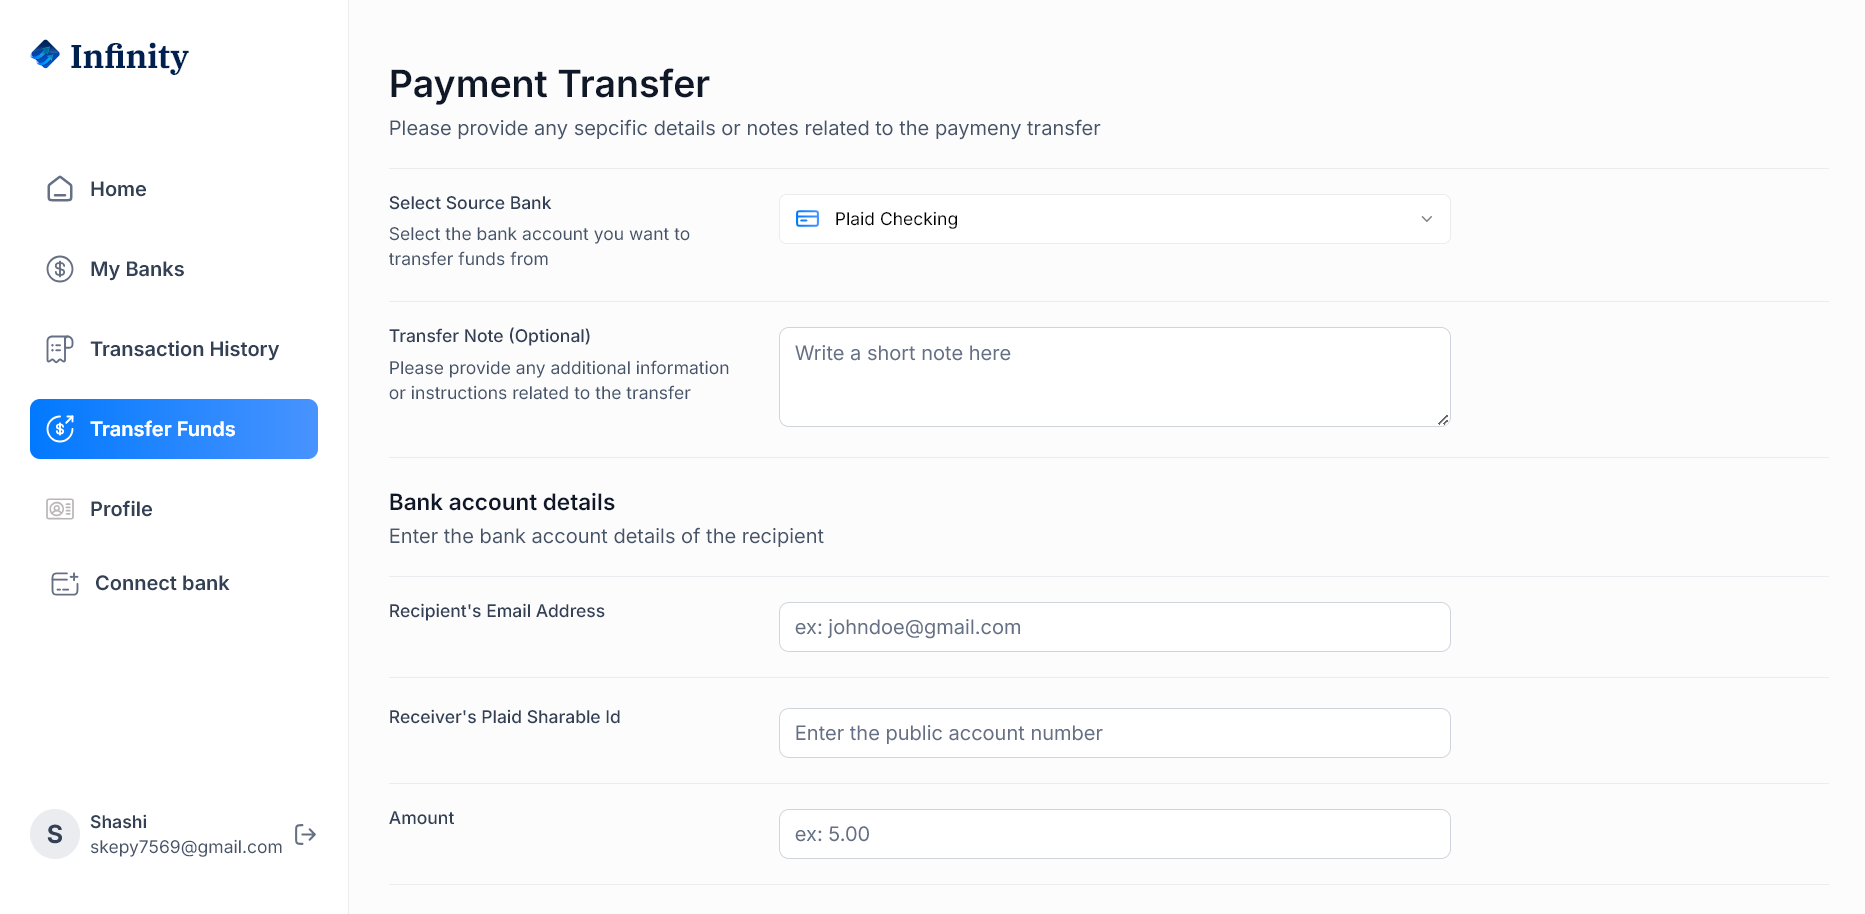 Infinity
Home
My Banks
Transaction History
Transfer Funds
Profile
Connect bank
S
Shashi
skepy7569@gmail.com
Payment Transfer
Please provide any sepcific details or notes related to the paymeny transfer
Select Source Bank
Select the bank account you want to
transfer funds from
Plaid Checking
Transfer Note (Optional)
Please provide any additional information
or instructions related to the transfer
Write a short note here
Bank account details
Enter the bank account details of the recipient
Recipient's Email Address
ex: johndoe@gmail.com
Receiver's Plaid Sharable Id
Enter the public account number
Amount
ex: 5.00